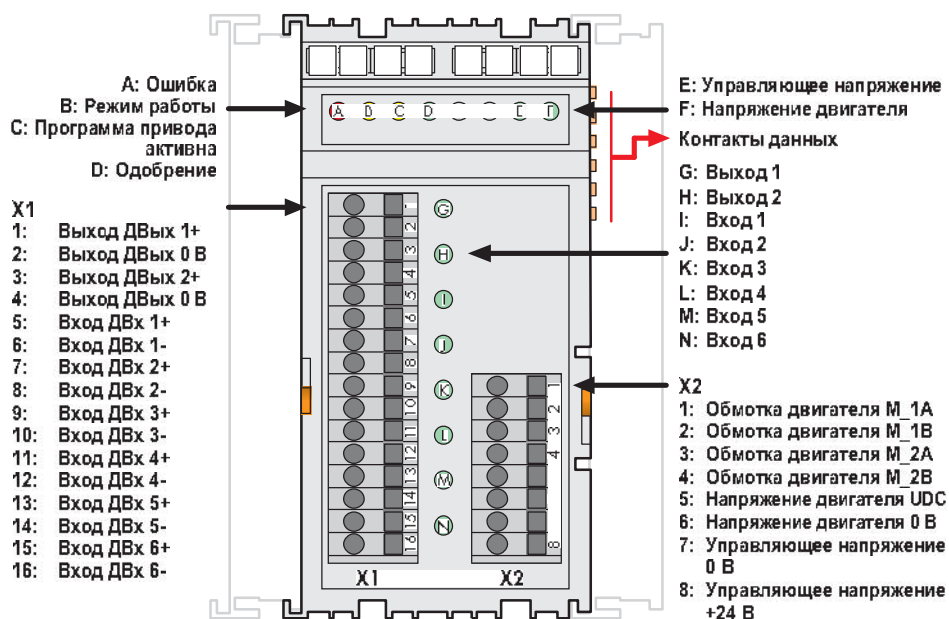 A: Ошибка
B: Режим работы
C: Программа привода
активна
D: Одобрение
X1
1: Выход ДВых 1+
2: Выход ДВых 0 В
3: Выход ДВых 2+
4: Выход ДВых 0 В
5: Вход ДВх 1+
6: Вход ДВх 1-
7: Вход ДВх 2+
8: Вход ДВх 2-
9: Вход ДВх 3+
10: Вход ДВх 3-
11: Вход ДВх 4+
12: Вход ДВх 4-
13: Вход ДВх 5+
14: Вход ДВх 5-
15: Вход ДВх 6+
16: Вход ДВх 6-
A B C D E F
1
2
3
4
5
6
7
8
9
10
11
12
13
14
15
16
G
H
I
J
K
L
M
N
1
2
3
4
8
X1 X2
E: Управляющее напряжение
F: Напряжение двигателя
Контакты данных
G: Выход 1
H: Выход 2
I: Вход 1
J: Вход 2
K: Вход 3
L: Вход 4
M: Вход 5
N: Вход 6
X2
1: Обмотка двигателя M_1A
2: Обмотка двигателя M_1B
3: Обмотка двигателя M_2A
4: Обмотка двигателя M_2B
5: Напряжение двигателя UDC
6: Напряжение двигателя 0 В
7: Управляющее напряжение
0 В
8: Управляющее напряжение
+24 В